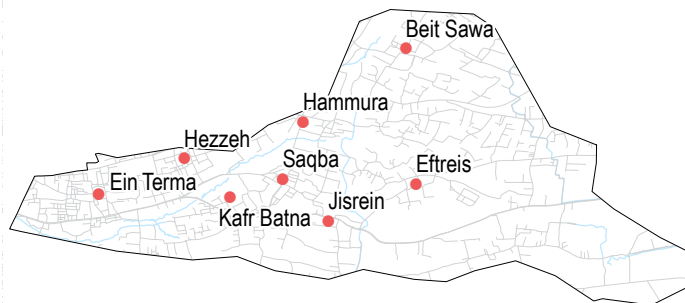 Beit Sawa
Hammura
Hezzeh
Saqba
Eftreis
Ein Terma
Jisrein
Kafr Batna